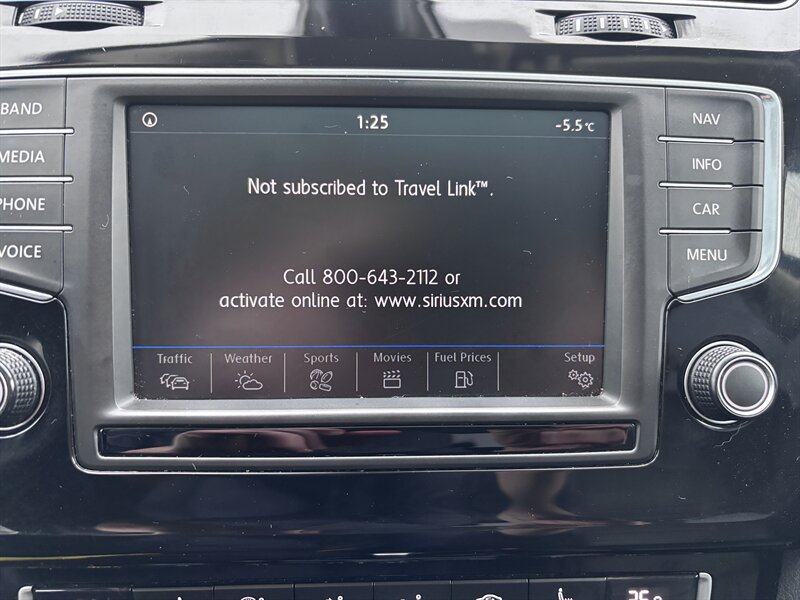 BAND
MEDIA
PHONE
VOICE
1:25
-5.5°C
Not subscribed to Travel Link™.
Call 800-643-2112 or
activate online at: www.siriusxm.com
Traffic Weather Sports Movies Fuel Prices Setup
NAV
INFO
CAR
MENU